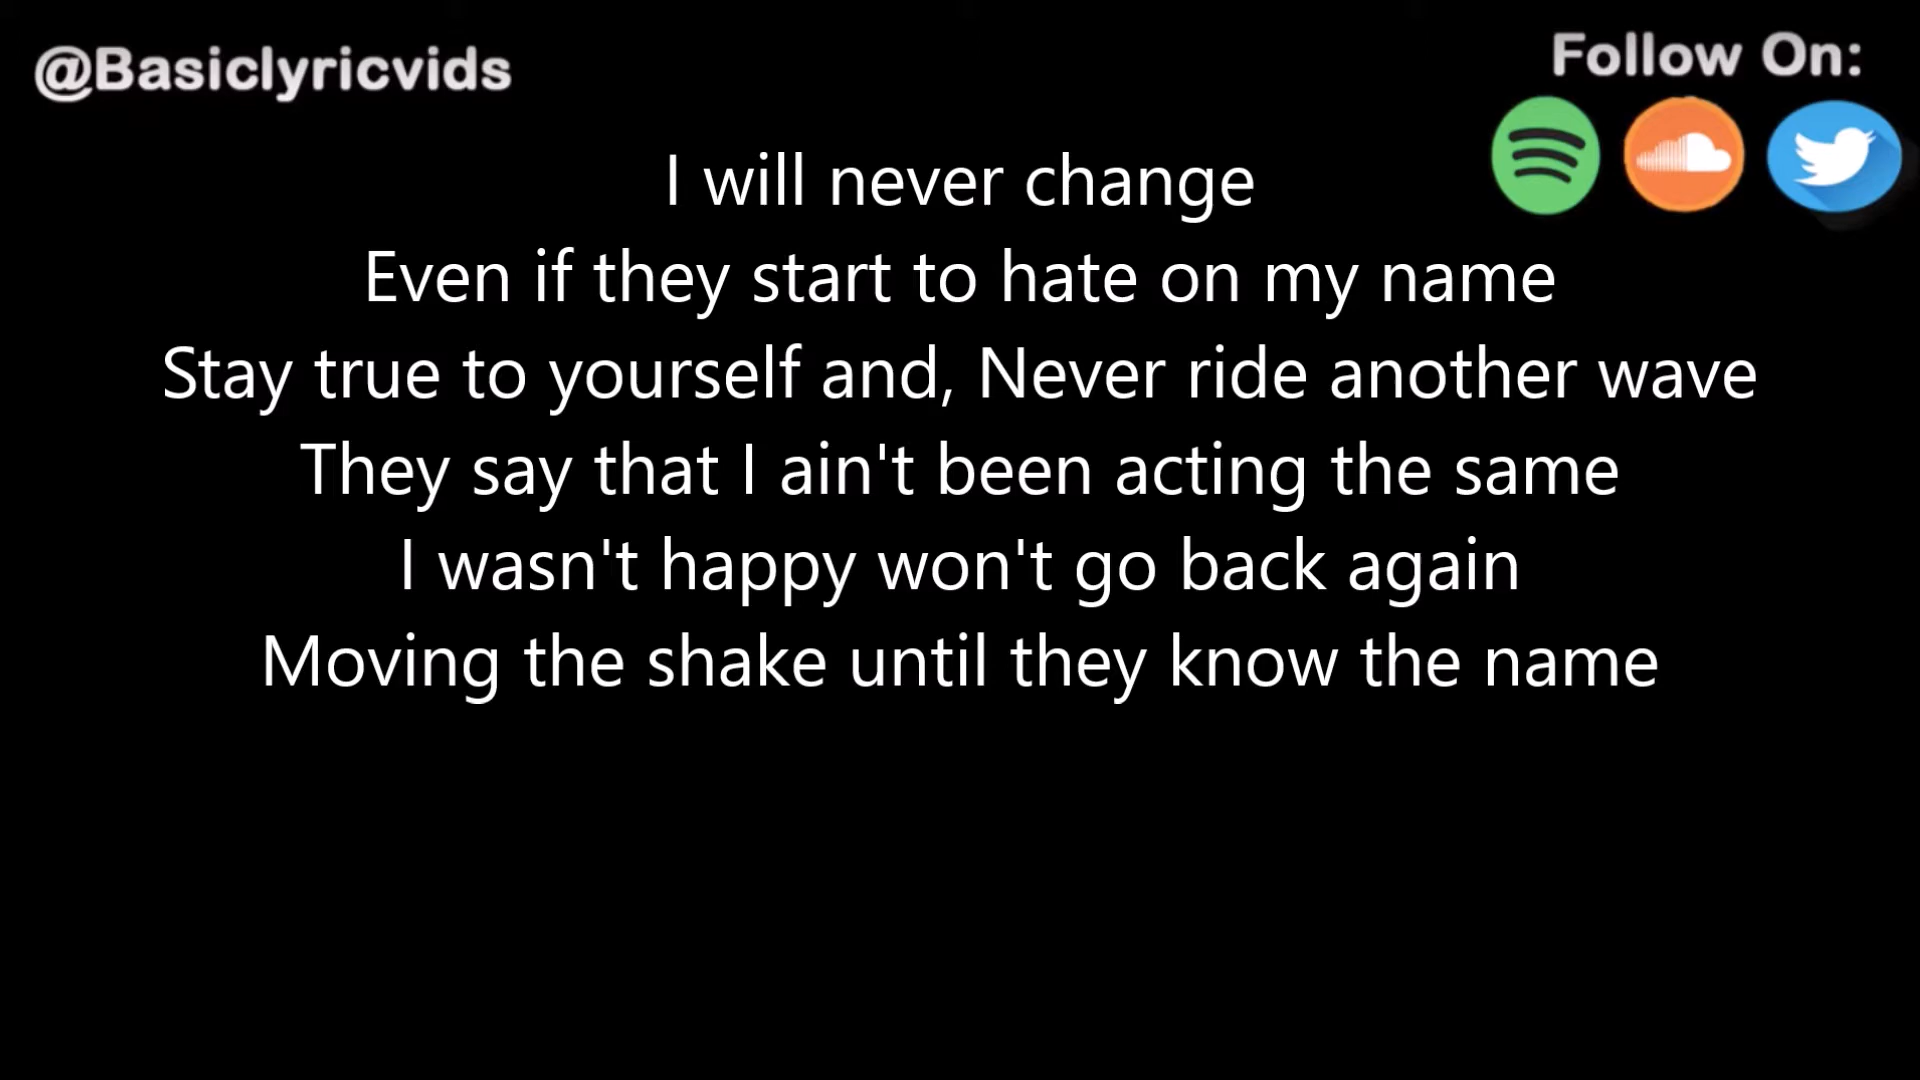 @Basiclyricvids
Follow On:
I will never change
Even if they start to hate on my name
Stay true to yourself and, Never ride another wave
They say that I ain't been acting the same
I wasn't happy won't go back again
Moving the shake until they know the name